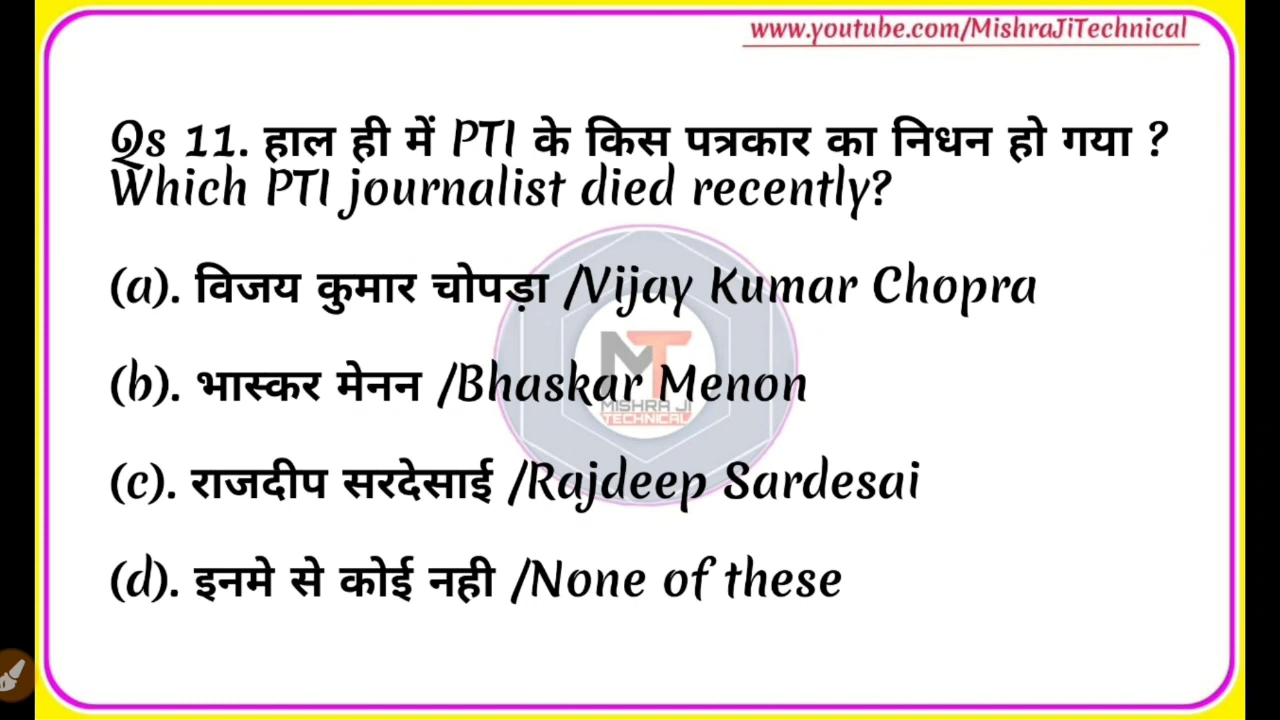 www.youtube.com/MishraJiTechnical
Qs 11. हाल ही में PTI के किस पत्रकार का निधन हो गया ?
Which PTI journalist died recently?
(a). विजय कुमार चोपड़ा /Vijay Kumar Chopra
(b). भास्कर मेनन /Bhaskar Menon
MT
MISHRA JI
TECHNICAL
(c). राजदीप सरदेसाई /Rajdeep Sardesai
(d). इनमे से कोई नही /None of these